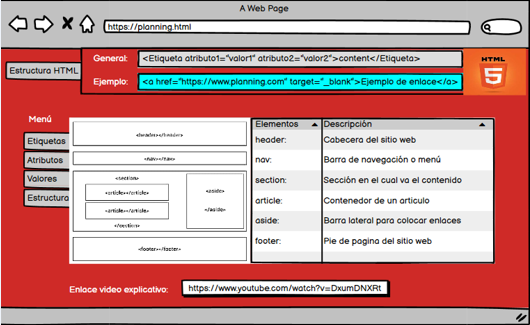 A Web Page
https://planning.html
Estructura HTML
General: <Etiqueta atributo1="valor1" atributo2="valor2">content</Etiqueta>
Ejemplo: <a href="https://www.planning.com" target="_blank">Ejemplo de enlace</a>
HTML
5
Menú
Etiquetas
Atributos
Valores
Estructura
<header></header>
<nav></nav>
<section>
<article></article>
<article></article>
</section>
<aside>
</aside>
<footer></footer>
Elementos Descripción
header: Cabecera del sitio web
nav: Barra de navegación o menú
section: Sección en el cual va el contenido
article: Contenedor de un articulo
aside: Barra lateral para colocar enlaces
footer: Pie de pagina del sitio web
Enlace video explicativo: https://www.youtube.com/watch?v=DxumDNXRt